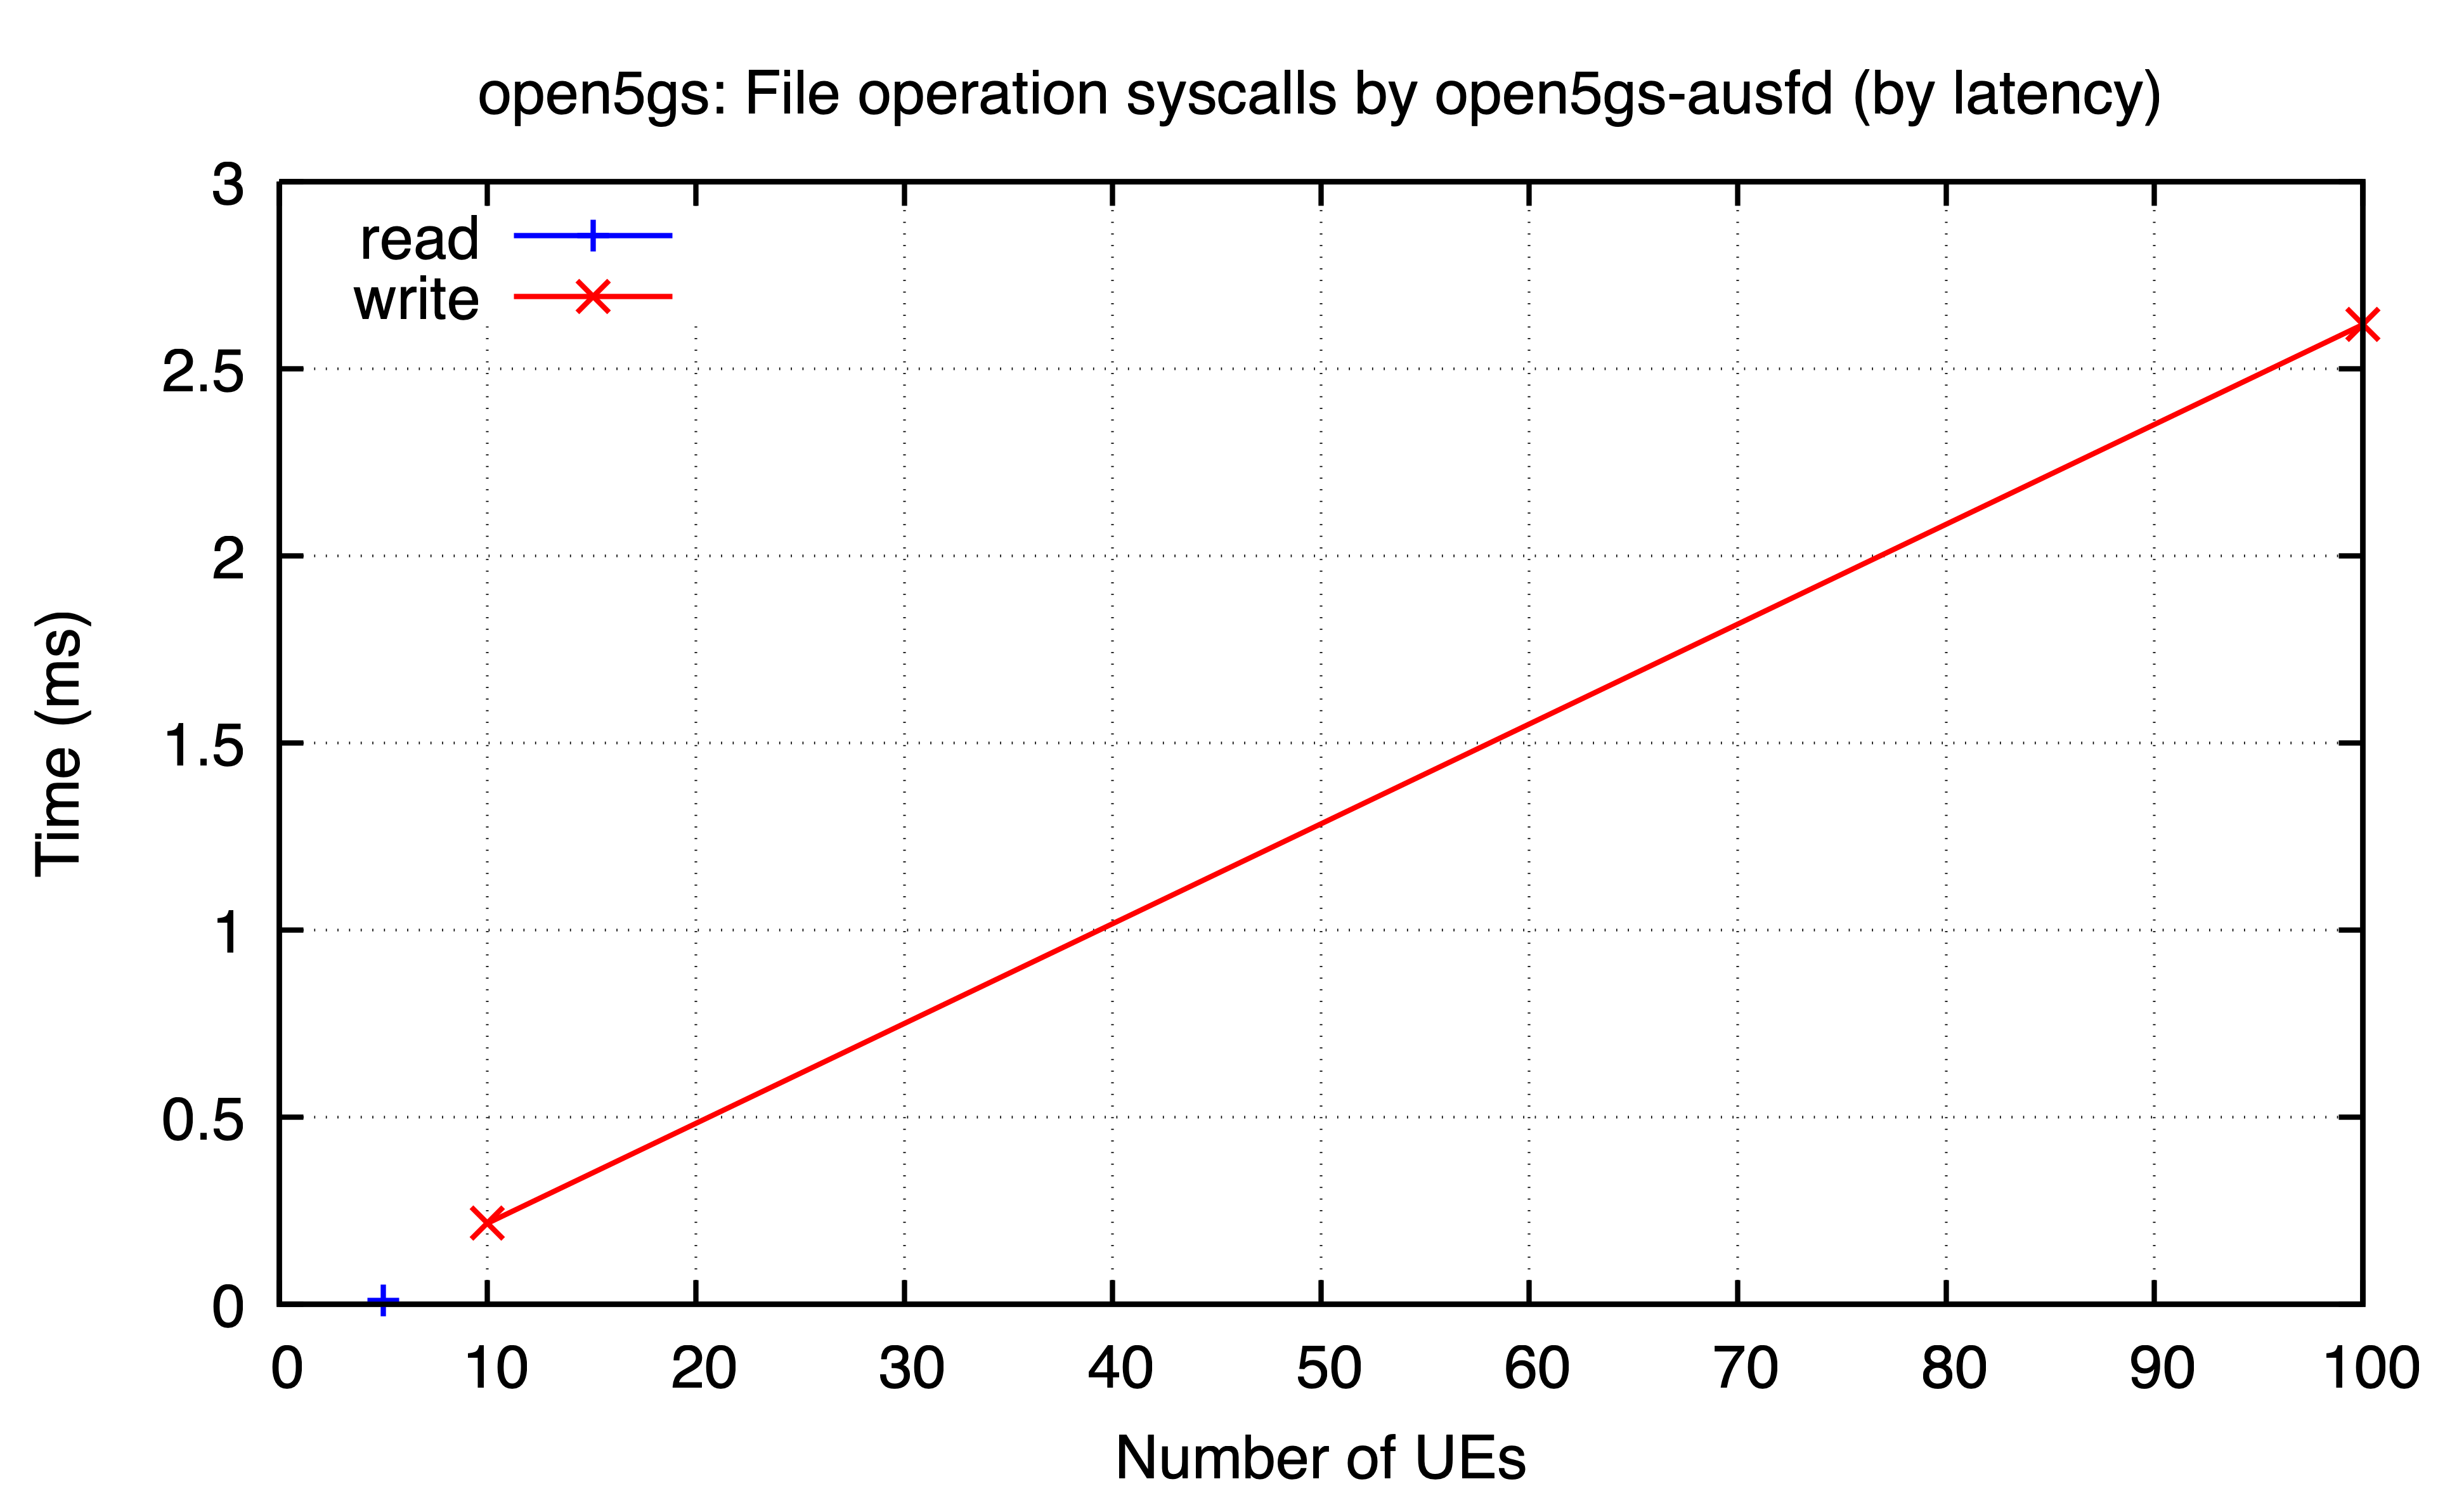 open5gs: File operation syscalls by open5gs-ausfd (by latency)
3
read
write
2.5
2
1.5
1
0.5
0
Time (ms)
0 10 20 30 40 50 60 70 80 90 100
Number of UEs